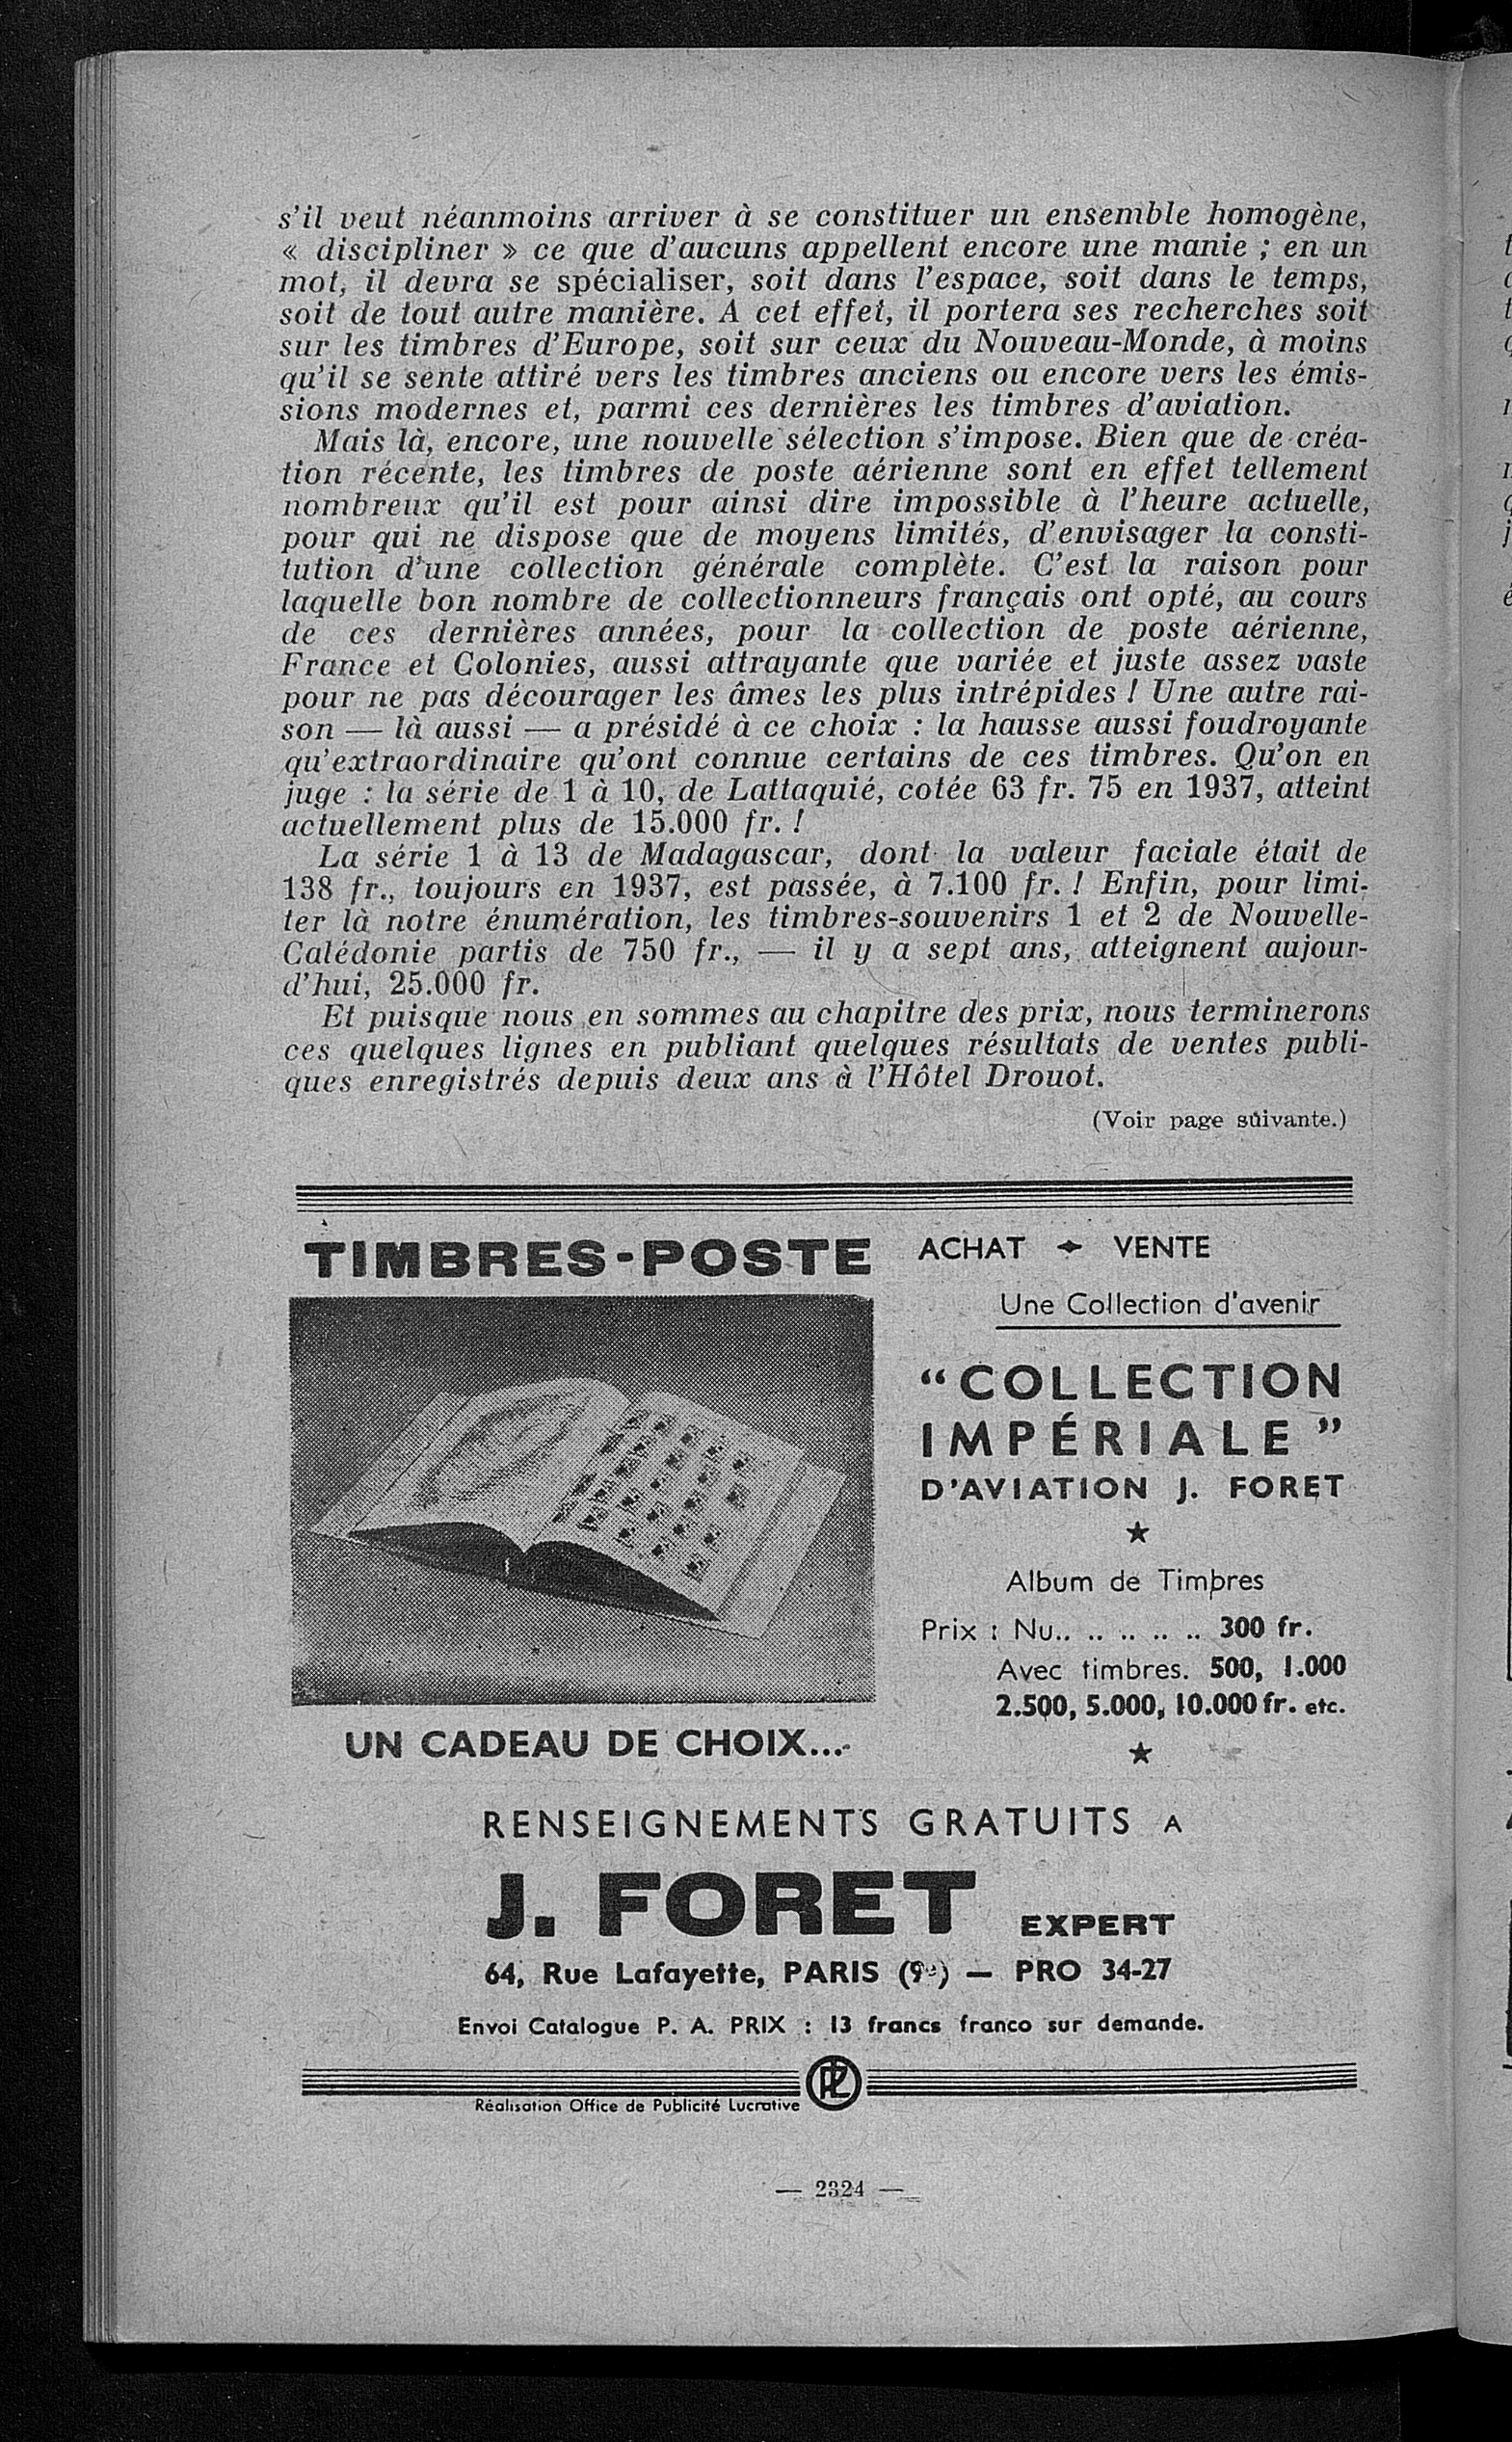 s'il veut néanmoins arriver à se constituer un ensemble homogène,
« discipliner » ce que d'aucuns appellent encore une manie ; en un
mot, il devra se spécialiser, soit dans l'espace, soit dans le temps,
soit de tout autre manière. A cet effet, il portera ses recherches soit
sur les timbres d'Europe, soit sur ceux du Nouveau-Monde, à moins
qu'il se sente attiré vers les timbres anciens ou encore vers les émis-
sions modernes et, parmi ces dernières les timbres d'aviation.
Mais là, encore, une nouvelle sélection s'impose. Bien que de créa-
tion récente, les timbres de poste aérienne sont en effet tellement
nombreux qu'il est pour ainsi dire impossible à l'heure actuelle,
pour qui ne dispose que de moyens limités, d'envisager la consti-
tution d'une collection générale complète. C'est la raison pour
laquelle bon nombre de collectionneurs français ont opté, au cours
de ces dernières années, pour la collection de poste aérienne,
France et Colonies, aussi attrayante que variée et juste assez vaste
pour ne pas décourager les âmes les plus intrépides ! Une autre rai-
son — là aussi — a présidé à ce choix : la hausse aussi foudroyante
qu'extraordinaire qu'ont connue certains de ces timbres. Qu'on en
juge : la série de 1 à 10, de Lattaquié, cotée 63 fr. 75 en 1937, atteint
actuellement plus de 15.000 fr. !
La série 1 à 13 de Madagascar, dont la valeur faciale était de
138 fr., toujours en 1937, est passée, à 7.100 fr. ! Enfin, pour limi-
ter là notre énumération, les timbres-souvenirs 1 et 2 de Nouvelle-
Calédonie partis de 750 fr., — il y a sept ans, atteignent aujour-
d'hui, 25.000 fr.
Et puisque nous en sommes au chapitre des prix, nous terminerons
ces quelques lignes en publiant quelques résultats de ventes publi-
ques enregistrés depuis deux ans à l'Hôtel Drouot.
(Voir page suivante.)
TIMBRES-POSTE
UN CADEAU DE CHOIX...
ACHAT VENTE
Une Collection d'avenir
“COLLECTION
IMPÉRIALE”
D'AVIATION J. FORET
★
Album de Timbres
Prix : Nu.. .. .. .. .. 300 fr.
Avec timbres. 500, 1.000
2.500, 5.000, 10.000 fr. etc.
★
RENSEIGNEMENTS GRATUITS A
J. FORET EXPERT
64, Rue Lafayette, PARIS (9e) — PRO 34-27
Envoi Catalogue P. A. PRIX : 13 francs franco sur demande.
Réalisation Office de Publicité Lucrative
— 2324 —